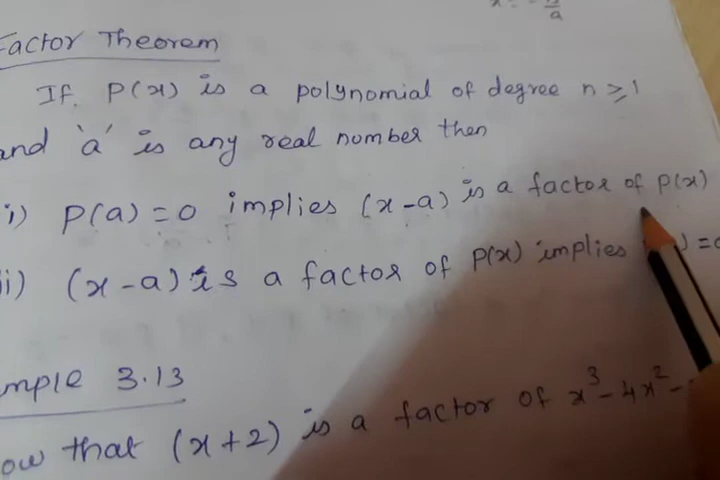 Factor Theorem
If P(x) is a polynomial of degree n ≥ 1
and 'a' is any real number then
i) P(a) = 0 implies (x-a) is a factor of P(x)
ii) (x-a) is a factor of P(x) implies ) = 0
mple 3.13
ow that (x+2) is a factor of x³ - 4x² -